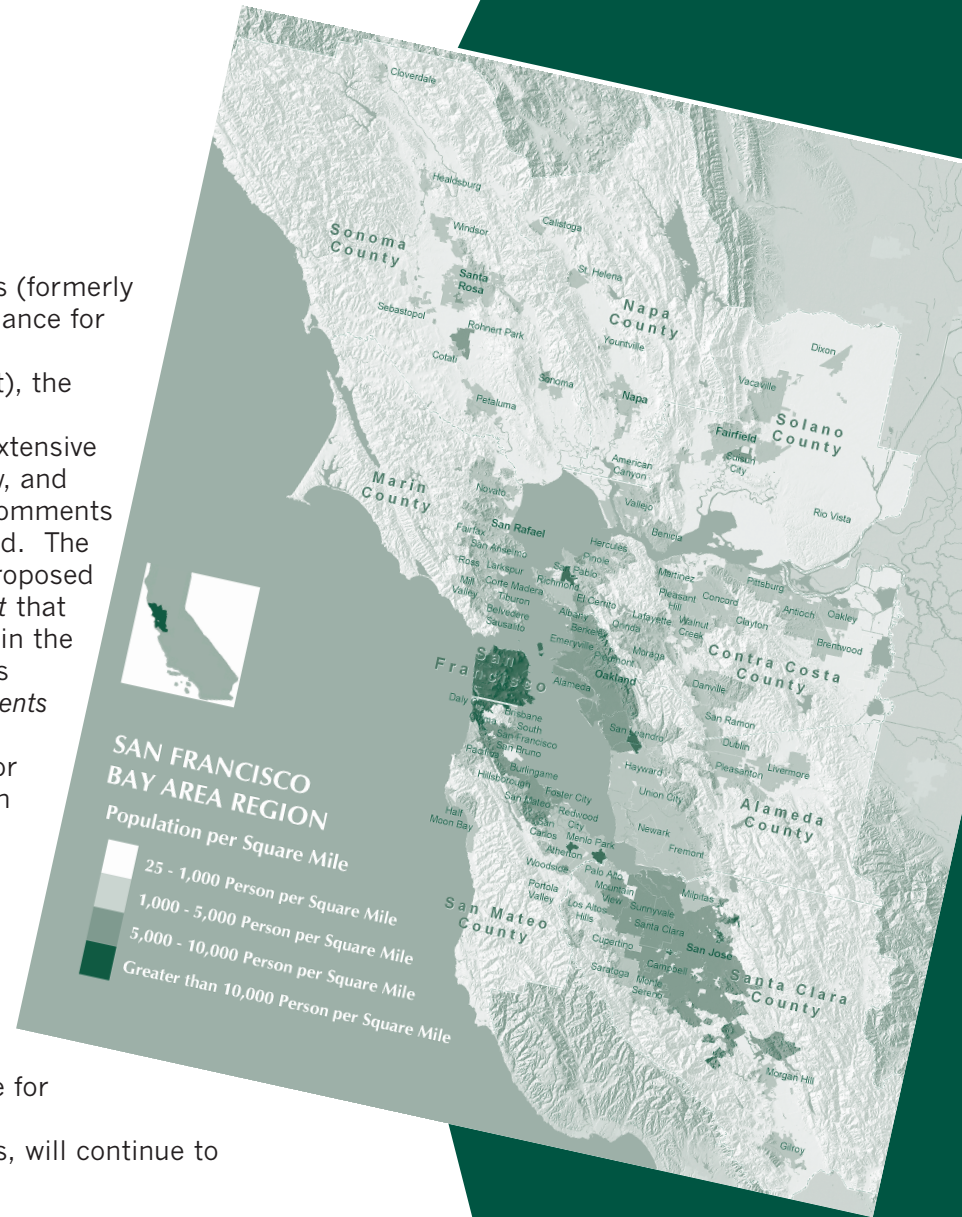 s (formerly
ance for
t), the
xtensive
y, and
omments
d. The
roposed
t that
in the
s
ents
or
n
e for
s, will continue to
Cloverdale
Healdsburg
Windsor
Calistoga
Sonoma
County
Santa
Rosa
St. Helena
Napa
County
Sebastopol
Rohnert Park
Yountville
Cotati
Dixon
Sonoma
Vacaville
Napa
Petaluma
Solano
County
Fairfield
Suisun
City
American
Canyon
Marin
County
Novato
Vallejo
Rio Vista
San Rafael
Benicia
Fairfax
Hercules
San Anselmo
Pinole
Ross
Larkspur
San Pablo
Martinez
Richmond
Pittsburg
Mill
Valley
Corte Madera
Tiburon
El Cerrito
Pleasant
Hill
Concord
Antioch
Oakley
Belvedere
Albany
Lafayette
Walnut
Creek
Clayton
Sausalito
Berkeley
Orinda
Brentwood
Emeryville
Piedmont
Moraga
Contra Costa
County
San
Francisco
Alameda
Oakland
Danville
Daly
Brisbane
San Ramon
South
San Francisco
San Leandro
Dublin
San Bruno
Pacifica
Hayward
Pleasanton
Livermore
Burlingame
Hillsborough
Foster City
Union City
Alameda
County
San Mateo
Redwood
City
Half
Moon Bay
San
Carlos
Newark
Menlo Park
Fremont
Atherton
Woodside
Palo Alto
Portola
Valley
Mountain
View
Milpitas
Los Altos
Hills
Sunnyvale
San Mateo
County
Santa Clara
Cupertino
San Jose
Saratoga
Campbell
Monte
Sereno
Santa Clara
County
Morgan Hill
Gilroy
SAN FRANCISCO
BAY AREA REGION
Population per Square Mile
25 - 1,000 Person per Square Mile
1,000 - 5,000 Person per Square Mile
5,000 - 10,000 Person per Square Mile
Greater than 10,000 Person per Square Mile